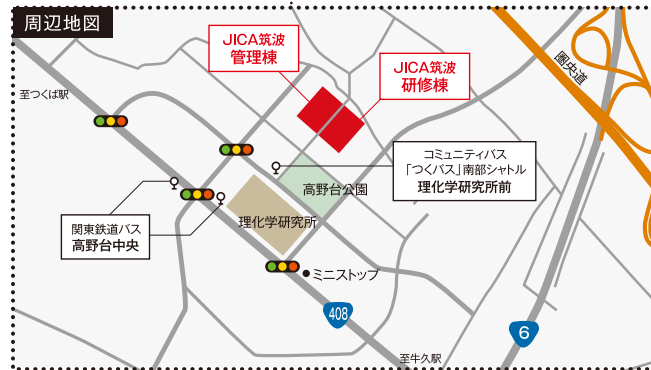 周辺地図
JICA筑波
管理棟
JICA筑波
研修棟
圏央道
至つくば駅
コミュニティバス
「つくバス」南部シャトル
理化学研究所前
高野台公園
関東鉄道バス
高野台中央
理化学研究所
ミニストップ
408
6
至牛久駅